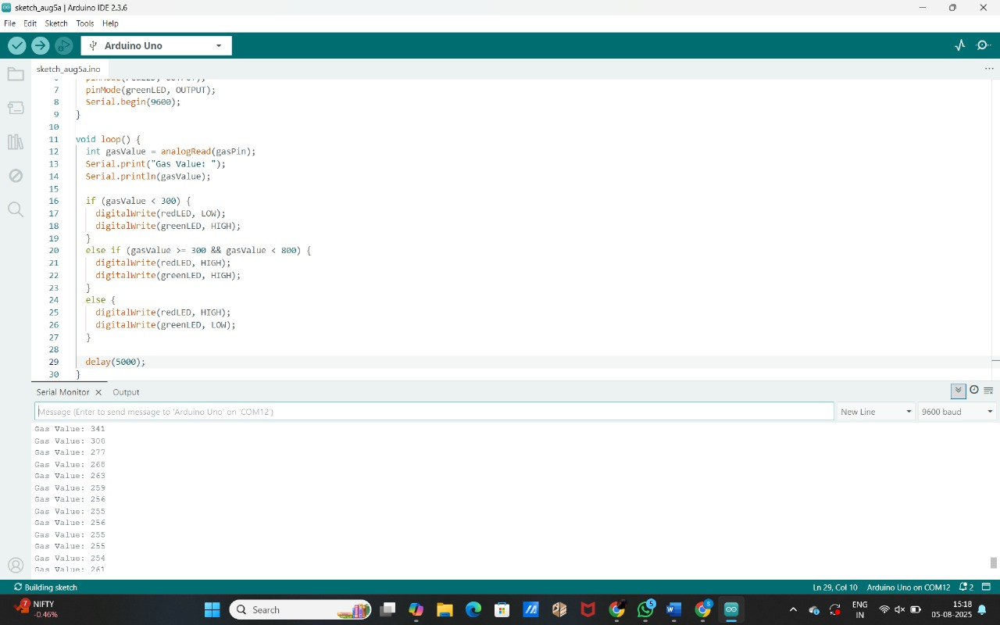 sketch_aug5a | Arduino IDE 2.3.6
File Edit Sketch Tools Help
Arduino Uno
sketch_aug5a.ino
6 pinMode(redLED, OUTPUT);
7 pinMode(greenLED, OUTPUT);
8 Serial.begin(9600);
9 }
10
11 void loop() {
12 int gasValue = analogRead(gasPin);
13 Serial.print("Gas Value: ");
14 Serial.println(gasValue);
15
16 if (gasValue < 300) {
17 digitalWrite(redLED, LOW);
18 digitalWrite(greenLED, HIGH);
19 }
20 else if (gasValue >= 300 && gasValue < 800) {
21 digitalWrite(redLED, HIGH);
22 digitalWrite(greenLED, HIGH);
23 }
24 else {
25 digitalWrite(redLED, HIGH);
26 digitalWrite(greenLED, LOW);
27 }
28
29 delay(5000);
30 }
Serial Monitor Output
Message (Enter to send message to 'Arduino Uno' on 'COM12') New Line 9600 baud
Gas Value: 341
Gas Value: 300
Gas Value: 277
Gas Value: 268
Gas Value: 263
Gas Value: 259
Gas Value: 256
Gas Value: 255
Gas Value: 256
Gas Value: 255
Gas Value: 255
Gas Value: 254
Gas Value: 261
Building sketch Ln 29, Col 10 Arduino Uno on COM12 2
7 NIFTY
-0.46%
Search
5
S
ENG
IN
15:18
05-08-2025